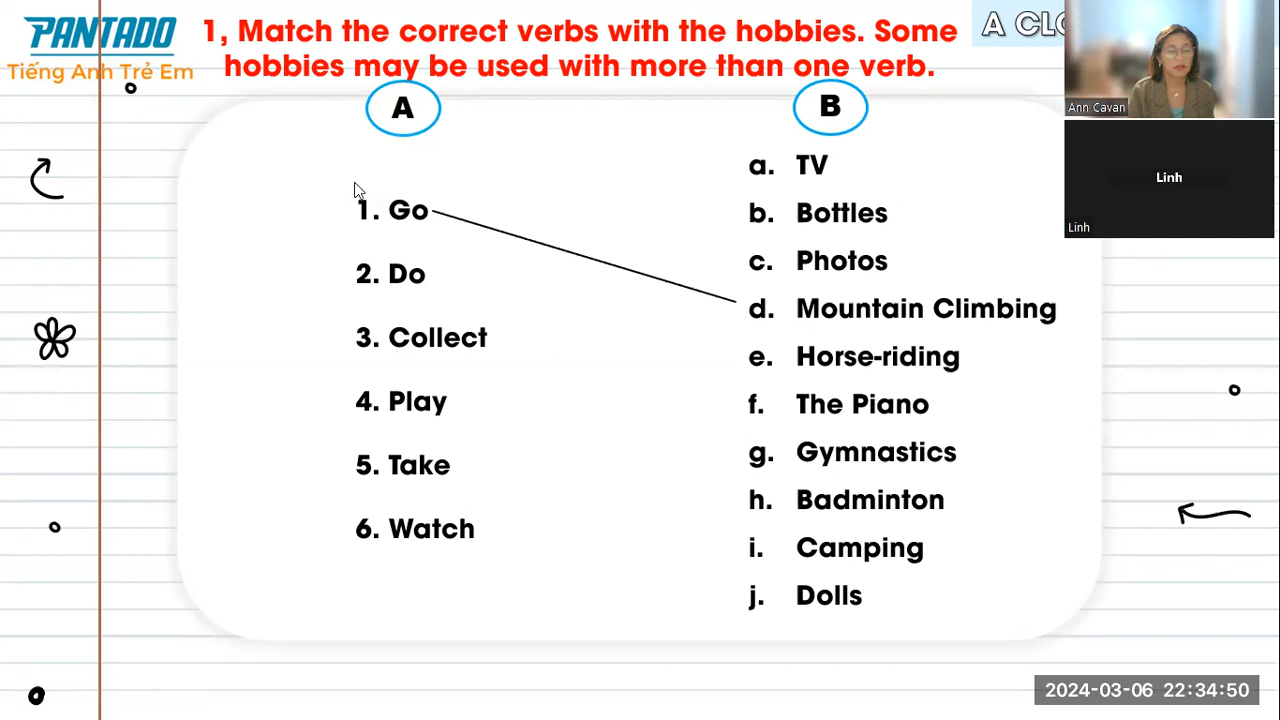 PANTADO
Tiếng Anh Trẻ Em
1, Match the correct verbs with the hobbies. Some
hobbies may be used with more than one verb.
A CLO
A
B
1. Go
2. Do
3. Collect
4. Play
5. Take
6. Watch
a. TV
b. Bottles
c. Photos
d. Mountain Climbing
e. Horse-riding
f. The Piano
g. Gymnastics
h. Badminton
i. Camping
j. Dolls
Ann Cavan
Linh
Linh
2024-03-06 22:34:50